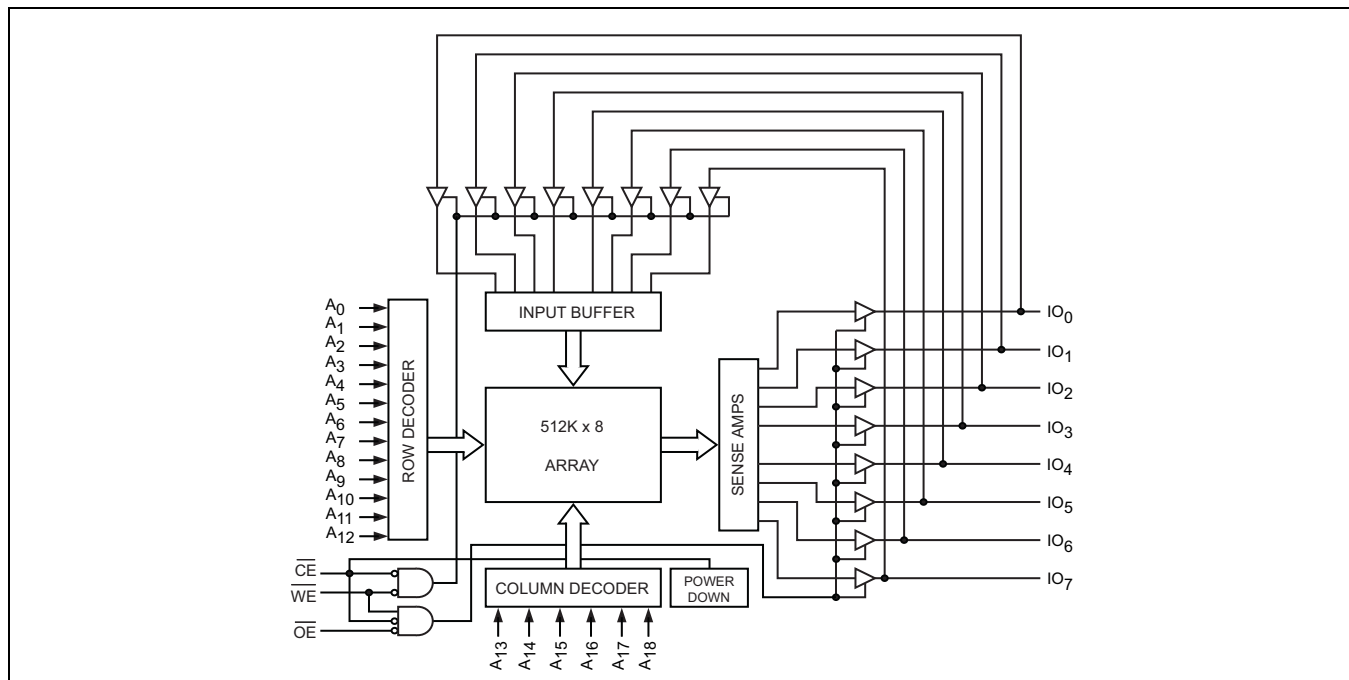 A0
A1
A2
A3
A4
A5
A6
A7
A8
A9
A10
A11
A12
ROW DECODER
INPUT BUFFER
512K x 8
ARRAY
SENSE AMPS
IO0
IO1
IO2
IO3
IO4
IO5
IO6
IO7
CE
WE
OE
COLUMN DECODER
POWER
DOWN
A13
A14
A15
A16
A17
A18